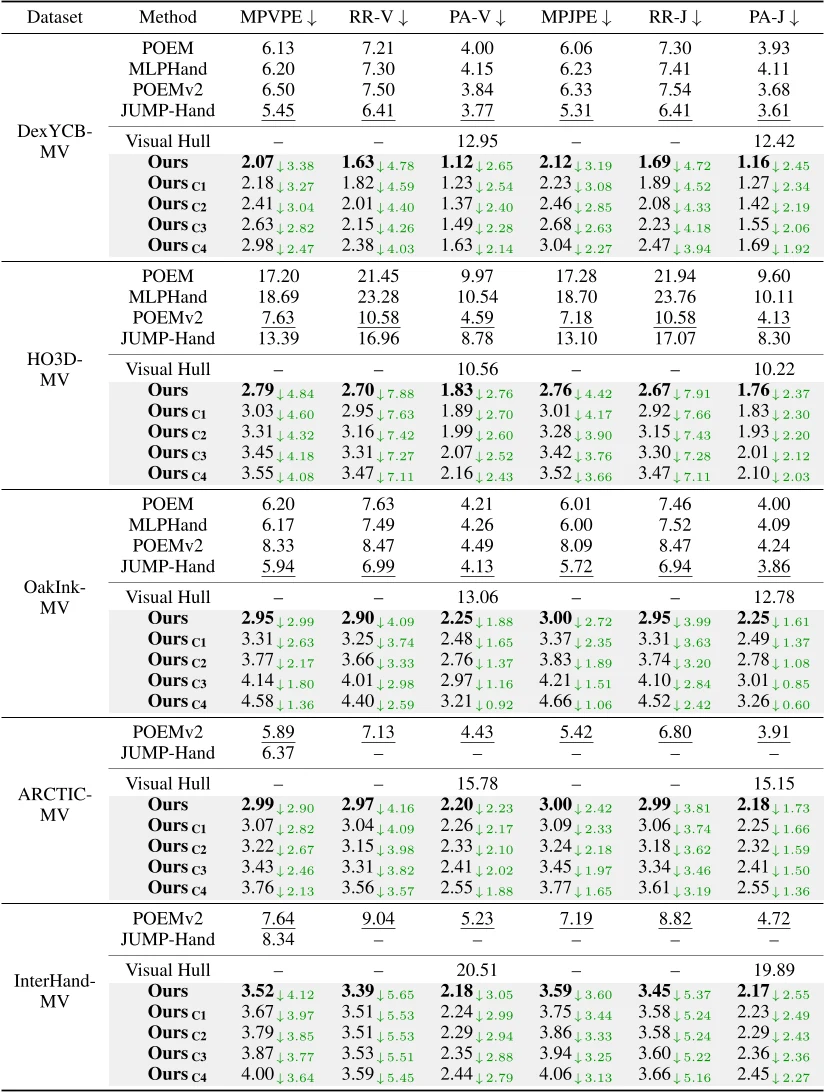 Dataset Method MPVPE ↓ RR-V ↓ PA-V ↓ MPJPE ↓ RR-J ↓ PA-J ↓
DexYCB-MV
POEM 6.13 7.21 4.00 6.06 7.30 3.93
MLPHand 6.20 7.30 4.15 6.23 7.41 4.11
POEMv2 6.50 7.50 3.84 6.33 7.54 3.68
JUMP-Hand 5.45 6.41 3.77 5.31 6.41 3.61
Visual Hull – – 12.95 – – 12.42
Ours 2.07 ↓3.38 1.63 ↓4.78 1.12 ↓2.65 2.12 ↓3.19 1.69 ↓4.72 1.16 ↓2.45
Ours C1 2.18 ↓3.27 1.82 ↓4.59 1.23 ↓2.54 2.23 ↓3.08 1.89 ↓4.52 1.27 ↓2.34
Ours C2 2.41 ↓3.04 2.01 ↓4.40 1.37 ↓2.40 2.46 ↓2.85 2.08 ↓4.33 1.42 ↓2.19
Ours C3 2.63 ↓2.82 2.15 ↓4.26 1.49 ↓2.28 2.68 ↓2.63 2.23 ↓4.18 1.55 ↓2.06
Ours C4 2.98 ↓2.47 2.38 ↓4.03 1.63 ↓2.14 3.04 ↓2.27 2.47 ↓3.94 1.69 ↓1.92
HO3D-MV
POEM 17.20 21.45 9.97 17.28 21.94 9.60
MLPHand 18.69 23.28 10.54 18.70 23.76 10.11
POEMv2 7.63 10.58 4.59 7.18 10.58 4.13
JUMP-Hand 13.39 16.96 8.78 13.10 17.07 8.30
Visual Hull – – 10.56 – – 10.22
Ours 2.79 ↓4.84 2.70 ↓7.88 1.83 ↓2.76 2.76 ↓4.42 2.67 ↓7.91 1.76 ↓2.37
Ours C1 3.03 ↓4.60 2.95 ↓7.63 1.89 ↓2.70 3.01 ↓4.17 2.92 ↓7.66 1.83 ↓2.30
Ours C2 3.31 ↓4.32 3.16 ↓7.42 1.99 ↓2.60 3.28 ↓3.90 3.15 ↓7.43 1.93 ↓2.20
Ours C3 3.45 ↓4.18 3.31 ↓7.27 2.07 ↓2.52 3.42 ↓3.76 3.30 ↓7.28 2.01 ↓2.12
Ours C4 3.55 ↓4.08 3.47 ↓7.11 2.16 ↓2.43 3.52 ↓3.66 3.47 ↓7.11 2.10 ↓2.03
OakInk-MV
POEM 6.20 7.63 4.21 6.01 7.46 4.00
MLPHand 6.17 7.49 4.26 6.00 7.52 4.09
POEMv2 8.33 8.47 4.49 8.09 8.47 4.24
JUMP-Hand 5.94 6.99 4.13 5.72 6.94 3.86
Visual Hull – – 13.06 – – 12.78
Ours 2.95 ↓2.99 2.90 ↓4.09 2.25 ↓1.88 3.00 ↓2.72 2.95 ↓3.99 2.25 ↓1.61
Ours C1 3.31 ↓2.63 3.25 ↓3.74 2.48 ↓1.65 3.37 ↓2.35 3.31 ↓3.63 2.49 ↓1.37
Ours C2 3.77 ↓2.17 3.66 ↓3.33 2.76 ↓1.37 3.83 ↓1.89 3.74 ↓3.20 2.78 ↓1.08
Ours C3 4.14 ↓1.80 4.01 ↓2.98 2.97 ↓1.16 4.21 ↓1.51 4.10 ↓2.84 3.01 ↓0.85
Ours C4 4.58 ↓1.36 4.40 ↓2.59 3.21 ↓0.92 4.66 ↓1.06 4.52 ↓2.42 3.26 ↓0.60
ARCTIC-MV
POEMv2 5.89 7.13 4.43 5.42 6.80 3.91
JUMP-Hand 6.37 – – – – –
Visual Hull – – 15.78 – – 15.15
Ours 2.99 ↓2.90 2.97 ↓4.16 2.20 ↓2.23 3.00 ↓2.42 2.99 ↓3.81 2.18 ↓1.73
Ours C1 3.07 ↓2.82 3.04 ↓4.09 2.26 ↓2.17 3.09 ↓2.33 3.06 ↓3.74 2.25 ↓1.66
Ours C2 3.22 ↓2.67 3.15 ↓3.98 2.33 ↓2.10 3.24 ↓2.18 3.18 ↓3.62 2.32 ↓1.59
Ours C3 3.43 ↓2.46 3.31 ↓3.82 2.41 ↓2.02 3.45 ↓1.97 3.34 ↓3.46 2.41 ↓1.50
Ours C4 3.76 ↓2.13 3.56 ↓3.57 2.55 ↓1.88 3.77 ↓1.65 3.61 ↓3.19 2.55 ↓1.36
InterHand-MV
POEMv2 7.64 9.04 5.23 7.19 8.82 4.72
JUMP-Hand 8.34 – – – – –
Visual Hull – – 20.51 – – 19.89
Ours 3.52 ↓4.12 3.39 ↓5.65 2.18 ↓3.05 3.59 ↓3.60 3.45 ↓5.37 2.17 ↓2.55
Ours C1 3.67 ↓3.97 3.51 ↓5.53 2.24 ↓2.99 3.75 ↓3.44 3.58 ↓5.24 2.23 ↓2.49
Ours C2 3.79 ↓3.85 3.51 ↓5.53 2.29 ↓2.94 3.86 ↓3.33 3.58 ↓5.24 2.29 ↓2.43
Ours C3 3.87 ↓3.77 3.53 ↓5.51 2.35 ↓2.88 3.94 ↓3.25 3.60 ↓5.22 2.36 ↓2.36
Ours C4 4.00 ↓3.64 3.59 ↓5.45 2.44 ↓2.79 4.06 ↓3.13 3.66 ↓5.16 2.45 ↓2.27